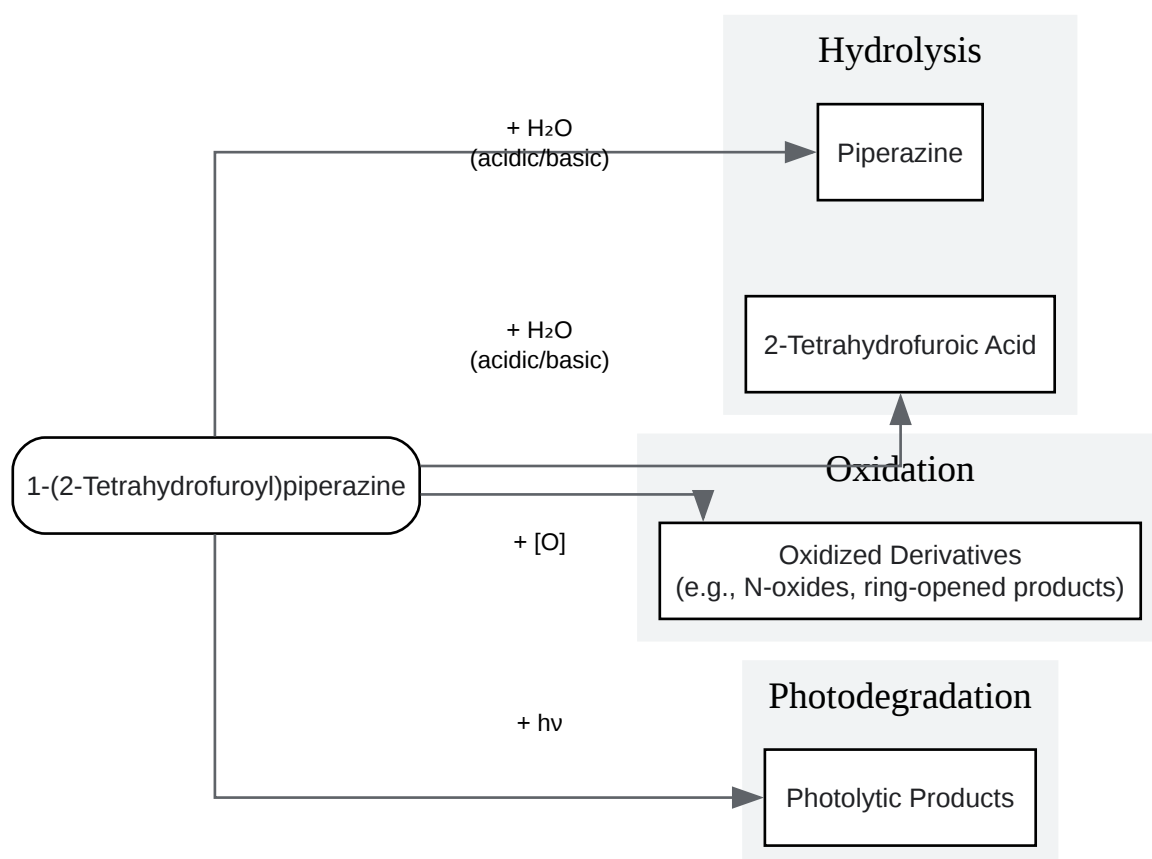 Hydrolysis
+ H₂O
(acidic/basic)
Piperazine
+ H₂O
(acidic/basic)
2-Tetrahydrofuroic Acid
1-(2-Tetrahydrofuroyl)piperazine
Oxidation
+ [O]
Oxidized Derivatives
(e.g., N-oxides, ring-opened products)
Photodegradation
+ hν
Photolytic Products